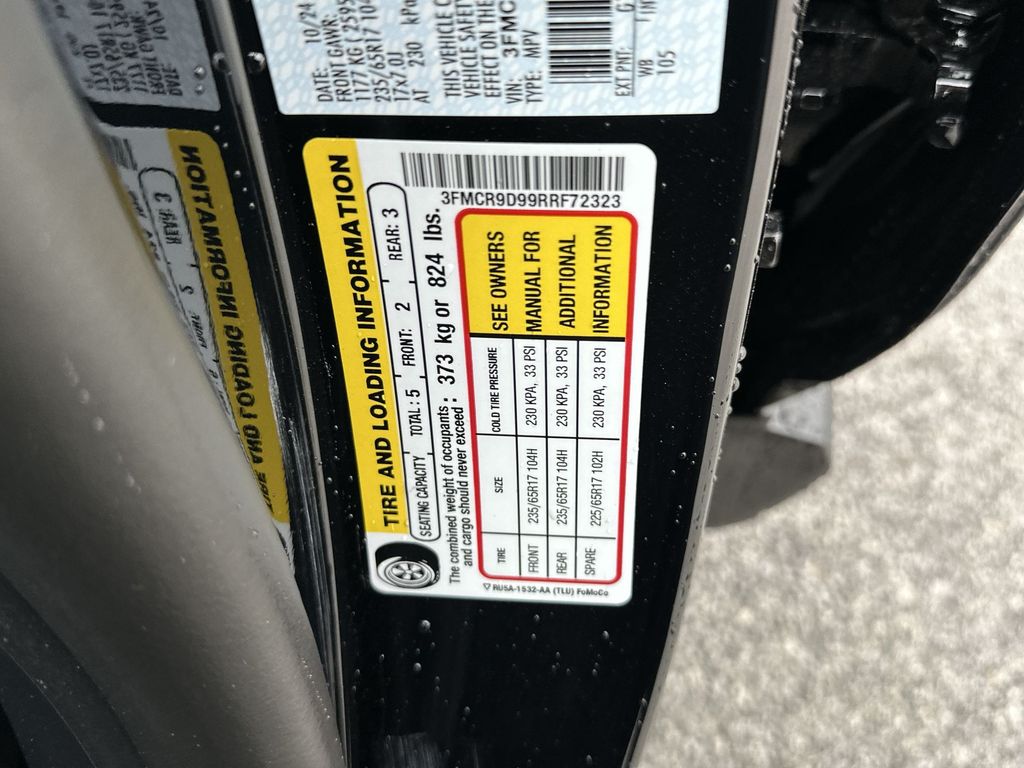 DATE: 10/24
FRONT GAWR:
1177 KG ( 2595
235/65R17 104
17x7.0J
AT 230 kPa
THIS VEHICLE C
VEHICLE SAFETY
EFFECT ON THE
VIN: 3FMC
TYPE: MPV
EXT PNT:
WB
105
TIRE AND LOADING INFORMATION
SEATING CAPACITY TOTAL: 5 FRONT: 2 REAR: 3
The combined weight of occupants
and cargo should never exceed : 373 kg or 824 lbs.
3FMCR9D99RRF72323
TIRE SIZE COLD TIRE PRESSURE SEE OWNERS
FRONT 235/65R17 104H 230 KPA, 33 PSI MANUAL FOR
REAR 235/65R17 104H 230 KPA, 33 PSI ADDITIONAL
SPARE 225/65R17 102H 230 KPA, 33 PSI INFORMATION
RU5A-1532-AA (TLU) FoMoCo